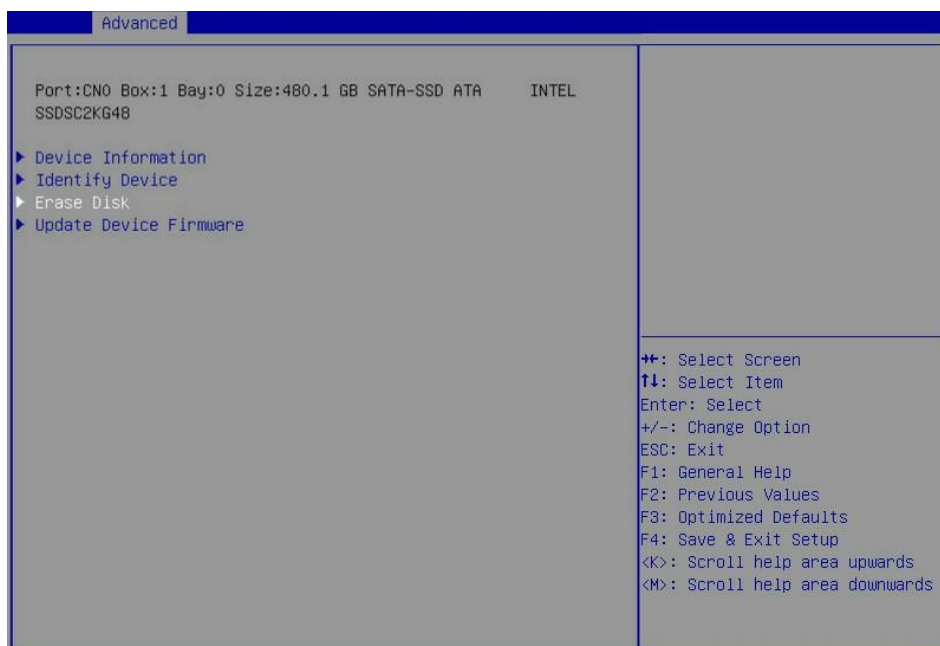 Advanced
Port:CN0 Box:1 Bay:0 Size:480.1 GB SATA-SSD ATA INTEL
SSDSC2KG48
Device Information
Identify Device
Erase Disk
Update Device Firmware
→←: Select Screen
↑↓: Select Item
Enter: Select
+/-: Change Option
ESC: Exit
F1: General Help
F2: Previous Values
F3: Optimized Defaults
F4: Save & Exit Setup
<K>: Scroll help area upwards
<M>: Scroll help area downwards